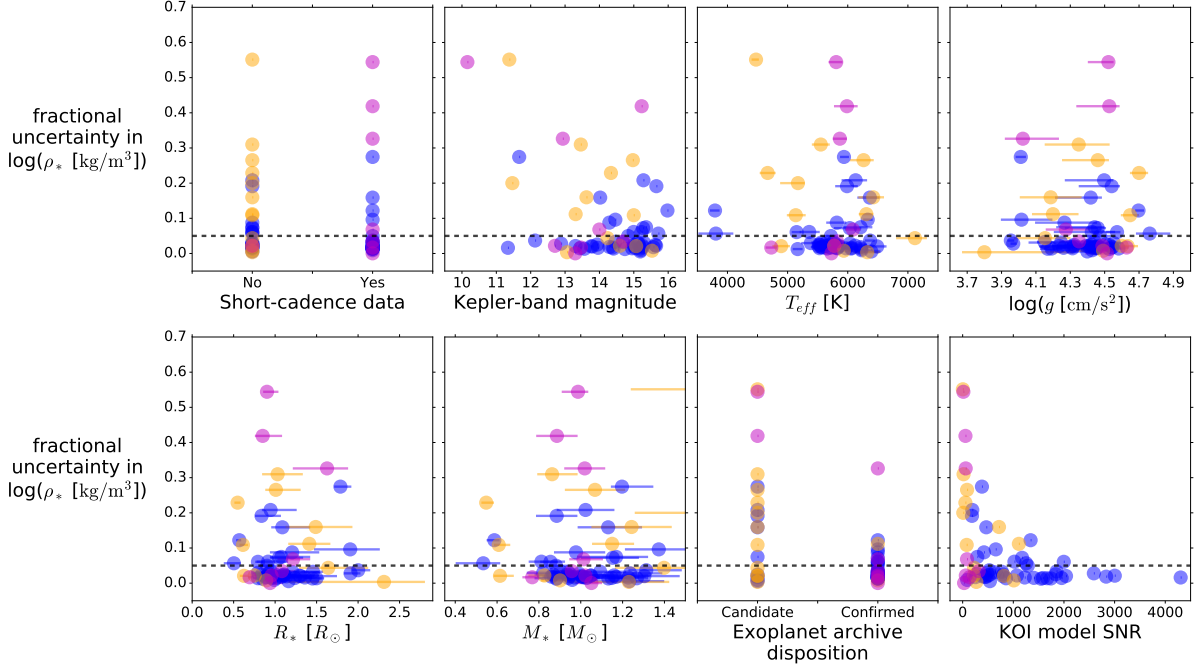 0.7
0.6
0.5
0.4
0.3
0.2
0.1
0.0
fractional
uncertainty in
log(ρ* [kg/m³])
No Yes
Short-cadence data
10 11 12 13 14 15 16
Kepler-band magnitude
4000 5000 6000 7000
T_eff [K]
3.7 3.9 4.1 4.3 4.5 4.7 4.9
log(g [cm/s²])
0.7
0.6
0.5
0.4
0.3
0.2
0.1
0.0
fractional
uncertainty in
log(ρ* [kg/m³])
0.0 0.5 1.0 1.5 2.0 2.5
R* [R☉]
0.4 0.6 0.8 1.0 1.2 1.4
M* [M☉]
Candidate Confirmed
Exoplanet archive
disposition
0 1000 2000 3000 4000
KOI model SNR